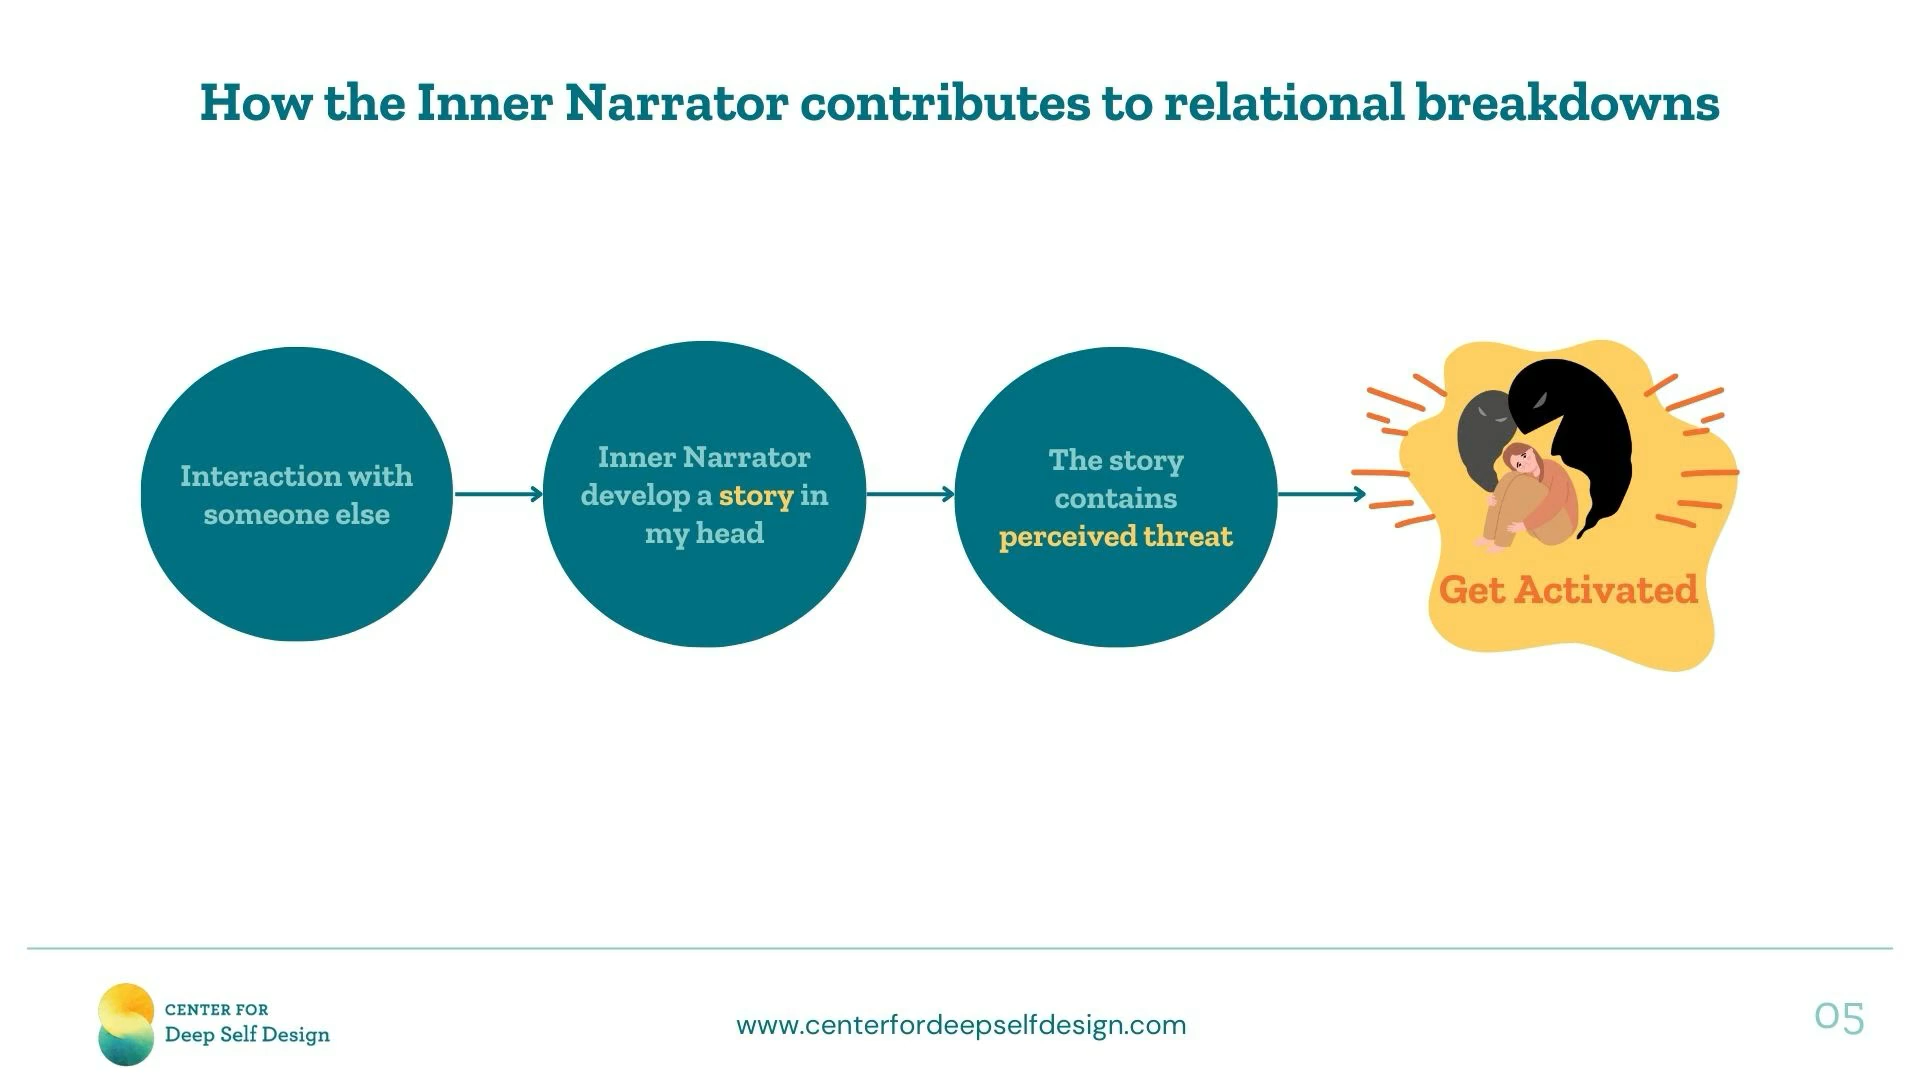 How the Inner Narrator contributes to relational breakdowns
Interaction with
someone else
Inner Narrator
develop a story in
my head
The story
contains
perceived threat
Get Activated
CENTER FOR
Deep Self Design
www.centerfordeepselfdesign.com
05